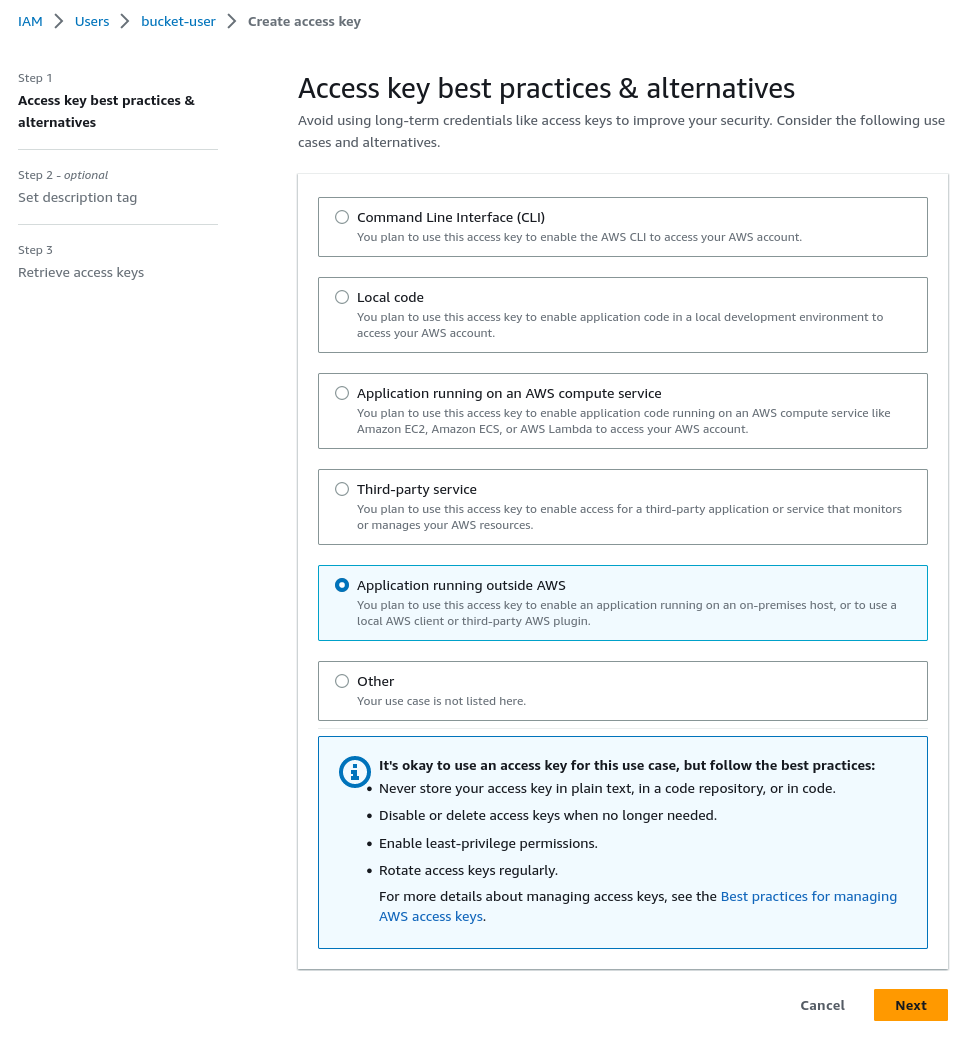 IAM > Users > bucket-user > Create access key
Step 1
Access key best practices &
alternatives
Step 2 - optional
Set description tag
Step 3
Retrieve access keys
Access key best practices & alternatives
Avoid using long-term credentials like access keys to improve your security. Consider the following use
cases and alternatives.
Command Line Interface (CLI)
You plan to use this access key to enable the AWS CLI to access your AWS account.
Local code
You plan to use this access key to enable application code in a local development environment to
access your AWS account.
Application running on an AWS compute service
You plan to use this access key to enable application code running on an AWS compute service like
Amazon EC2, Amazon ECS, or AWS Lambda to access your AWS account.
Third-party service
You plan to use this access key to enable access for a third-party application or service that monitors
or manages your AWS resources.
Application running outside AWS
You plan to use this access key to enable an application running on an on-premises host, or to use a
local AWS client or third-party AWS plugin.
Other
Your use case is not listed here.
It's okay to use an access key for this use case, but follow the best practices:
• Never store your access key in plain text, in a code repository, or in code.
• Disable or delete access keys when no longer needed.
• Enable least-privilege permissions.
• Rotate access keys regularly.
For more details about managing access keys, see the Best practices for managing
AWS access keys.
Cancel
Next